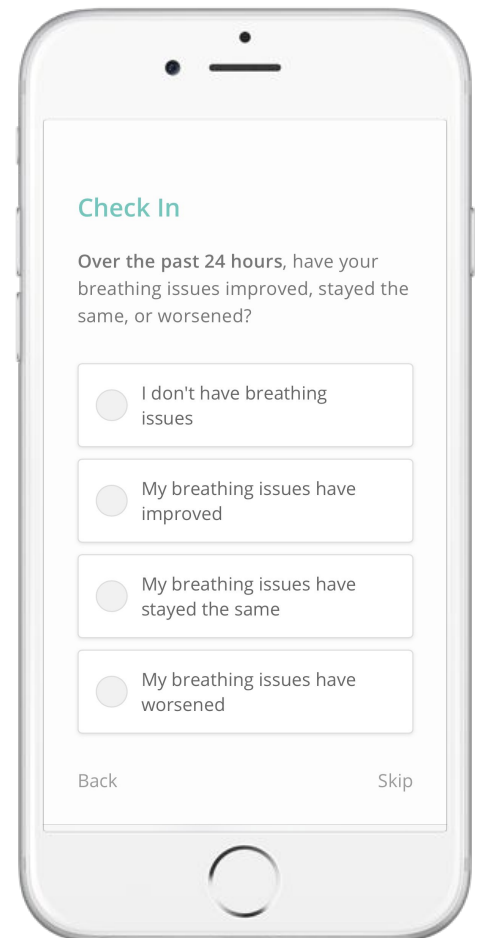 Check In
Over the past 24 hours, have your
breathing issues improved, stayed the
same, or worsened?
I don't have breathing
issues
My breathing issues have
improved
My breathing issues have
stayed the same
My breathing issues have
worsened
Back
Skip